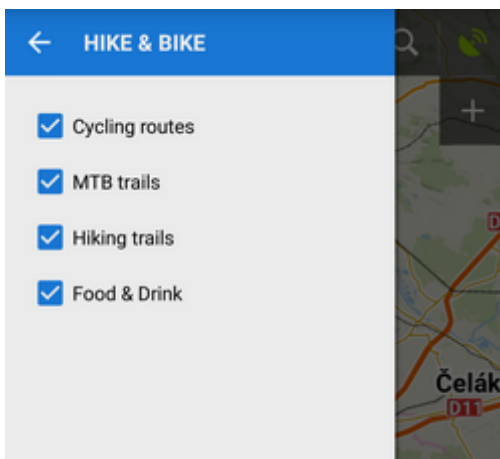 HIKE & BIKE
Cycling routes
MTB trails
Hiking trails
Food & Drink
Čelák
D11